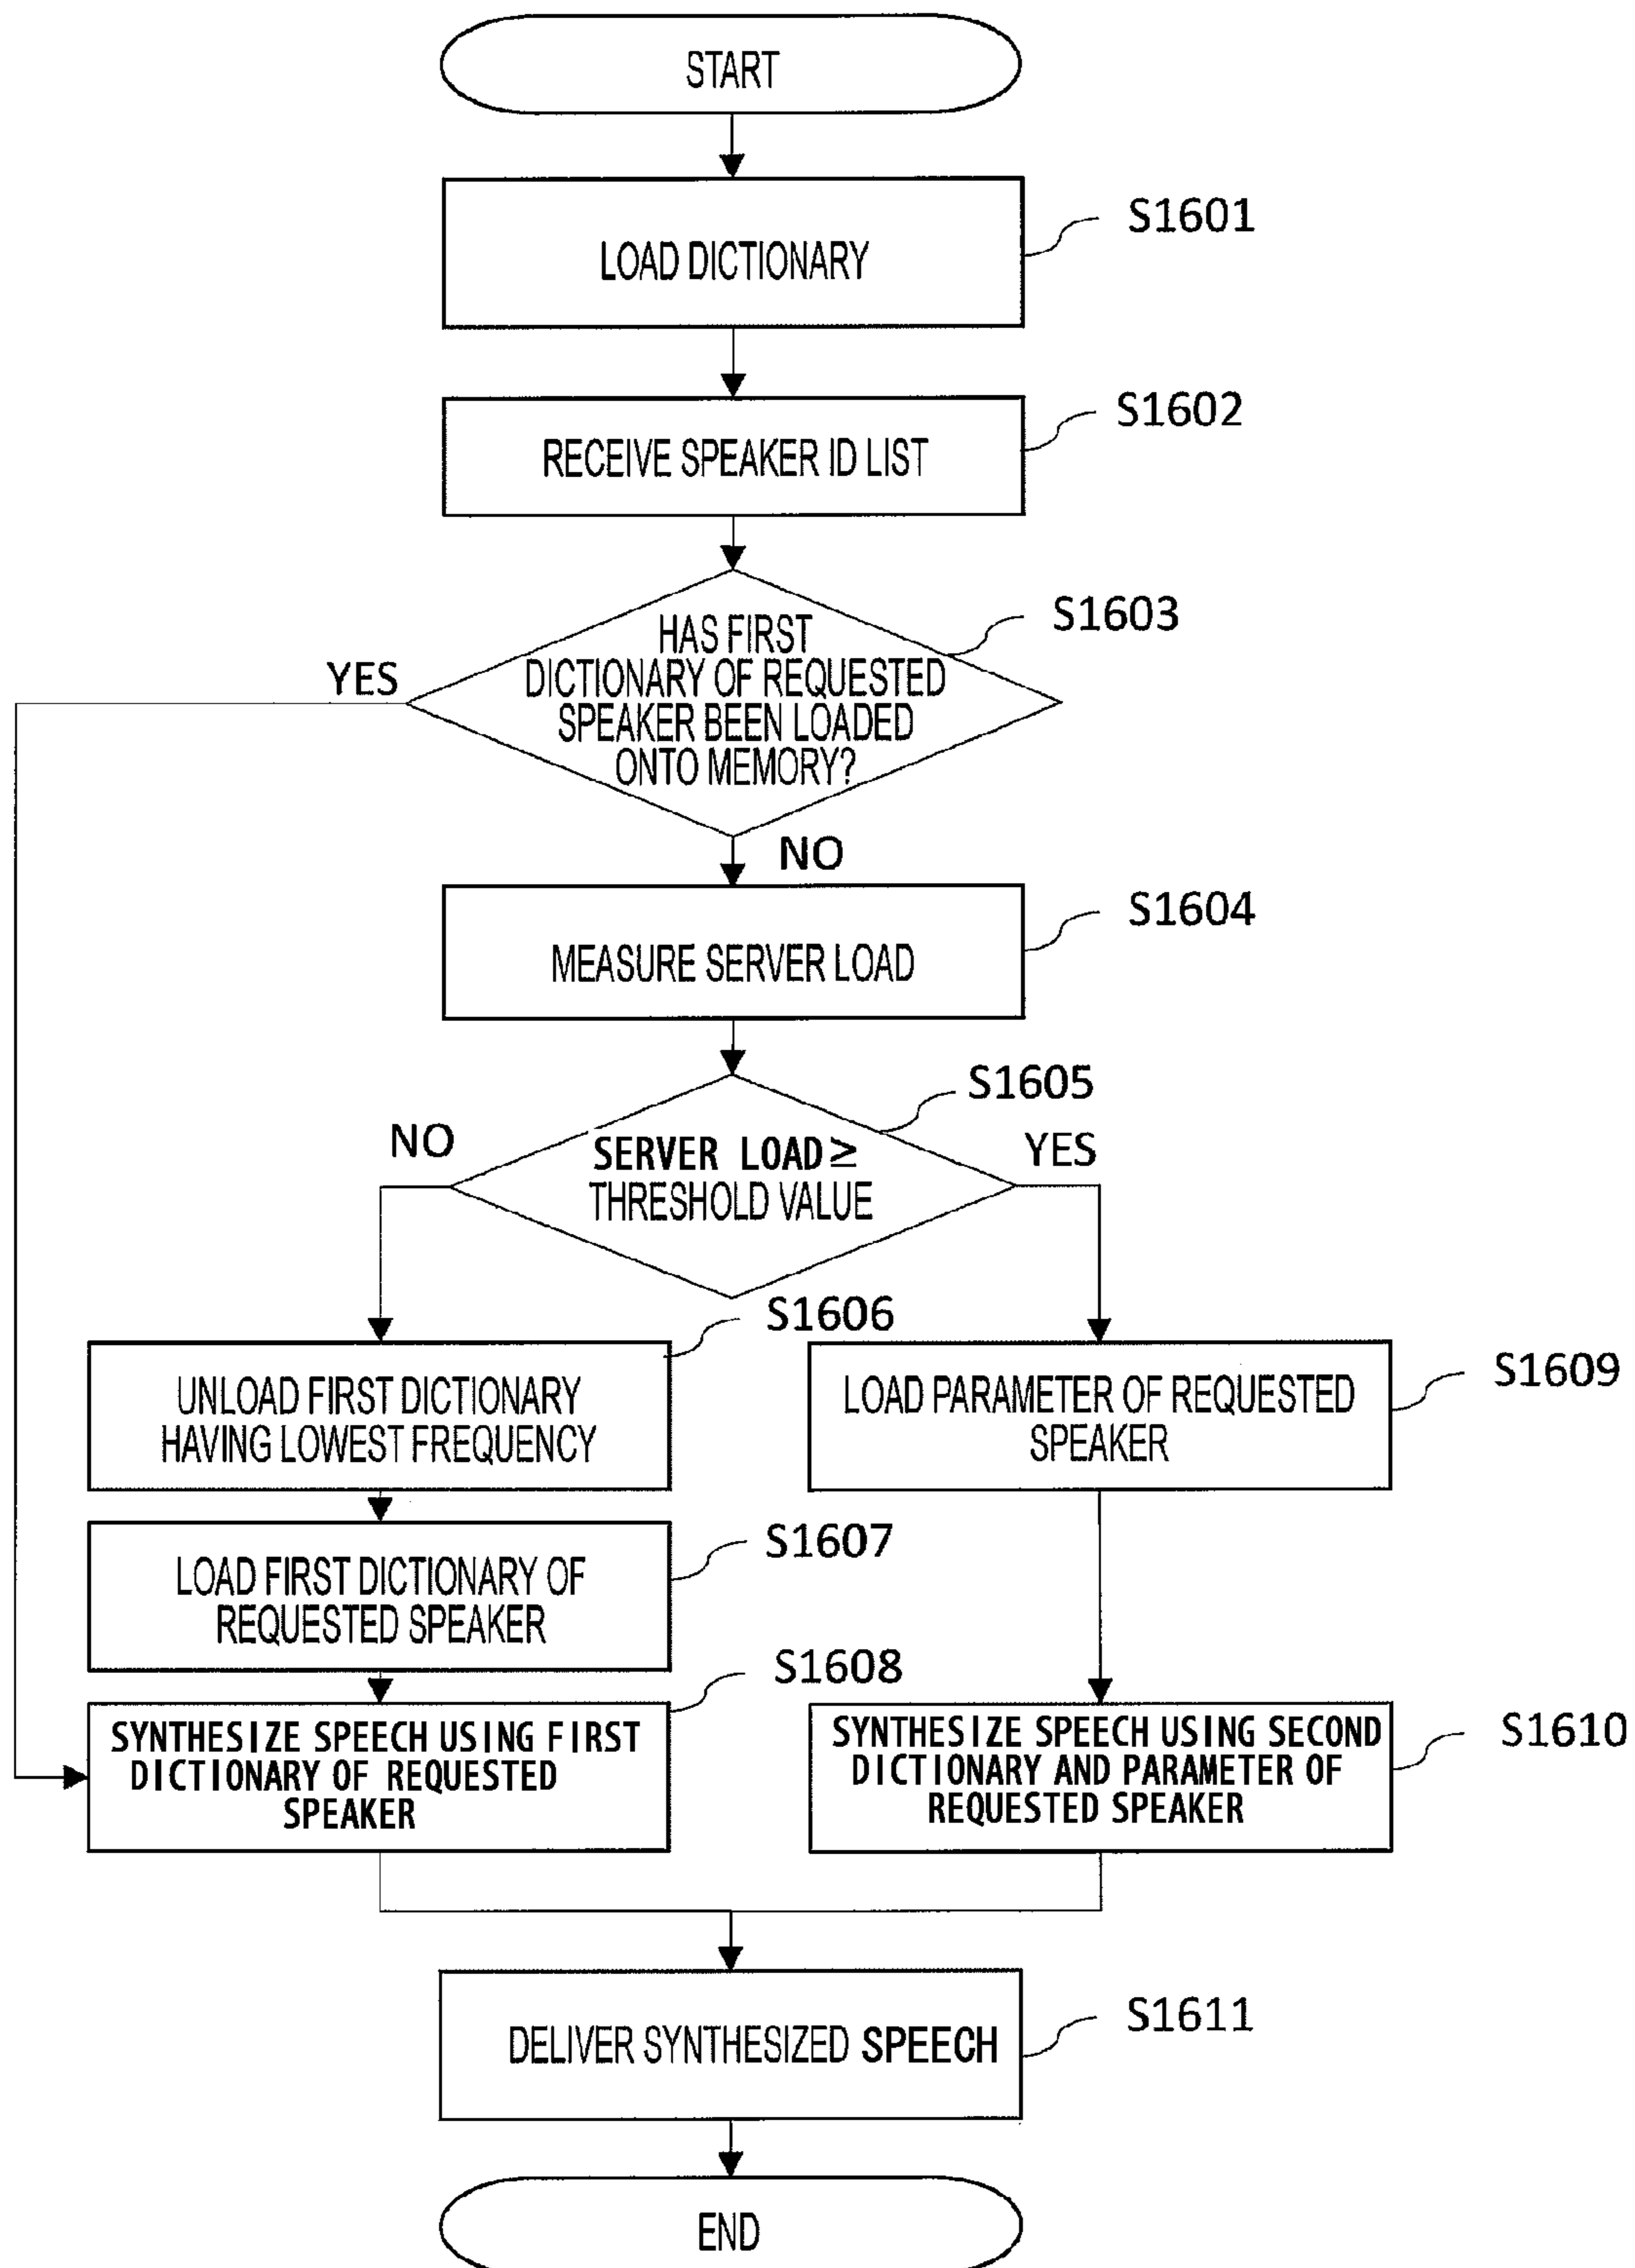 START
S1601
LOAD DICTIONARY
S1602
RECEIVE SPEAKER ID LIST
S1603
HAS FIRST
DICTIONARY OF REQUESTED
SPEAKER BEEN LOADED
ONTO MEMORY?
YES
NO
S1604
MEASURE SERVER LOAD
S1605
NO
SERVER LOAD≥
THRESHOLD VALUE
YES
S1606
UNLOAD FIRST DICTIONARY
HAVING LOWEST FREQUENCY
S1609
LOAD PARAMETER OF REQUESTED
SPEAKER
S1607
LOAD FIRST DICTIONARY OF
REQUESTED SPEAKER
S1608
SYNTHESIZE SPEECH USING FIRST
DICTIONARY OF REQUESTED
SPEAKER
S1610
SYNTHESIZE SPEECH USING SECOND
DICTIONARY AND PARAMETER OF
REQUESTED SPEAKER
S1611
DELIVER SYNTHESIZED SPEECH
END